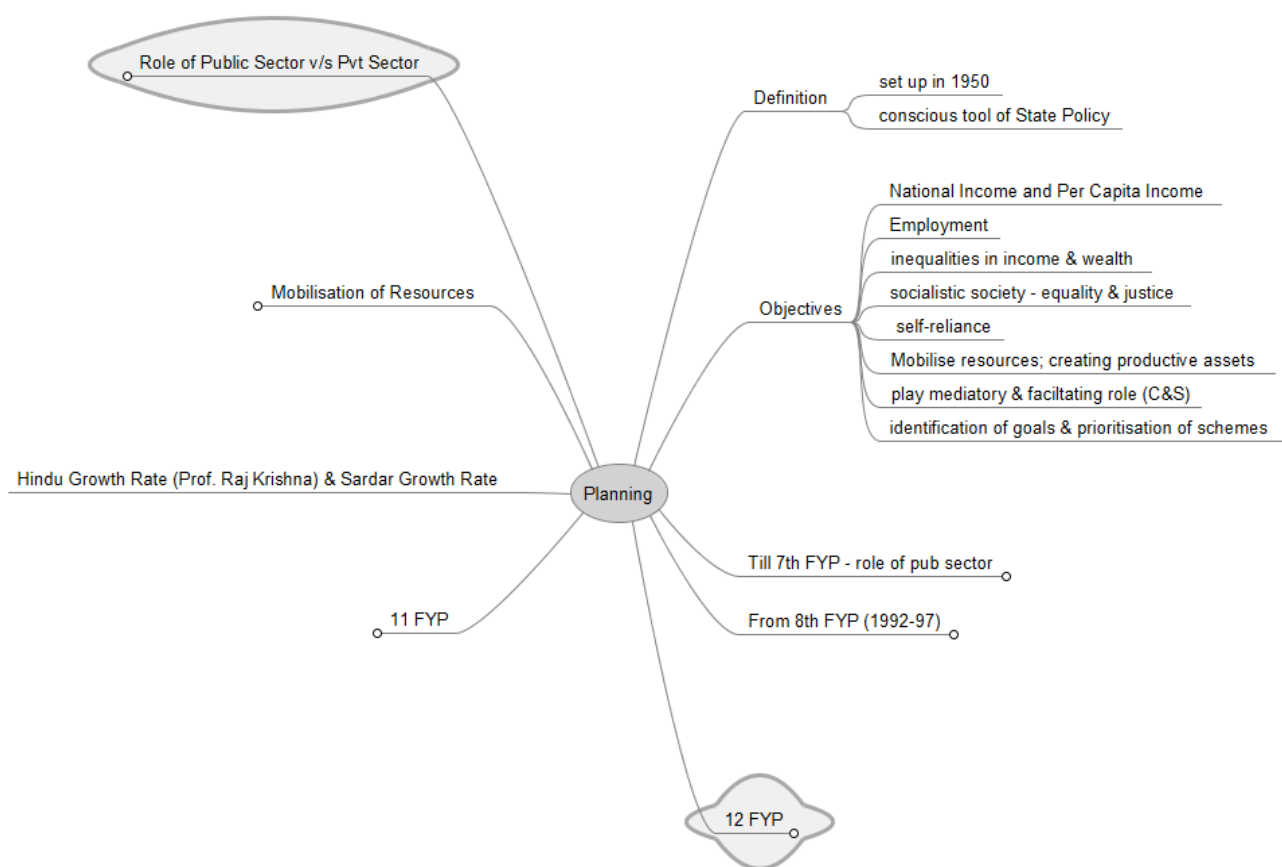 Role of Public Sector v/s Pvt Sector
Mobilisation of Resources
Hindu Growth Rate (Prof. Raj Krishna) & Sardar Growth Rate
11 FYP
Planning
Definition
set up in 1950
conscious tool of State Policy
Objectives
National Income and Per Capita Income
Employment
inequalities in income & wealth
socialistic society - equality & justice
self-reliance
Mobilise resources; creating productive assets
play mediatory & faciltating role (C&S)
identification of goals & prioritisation of schemes
Till 7th FYP - role of pub sector
From 8th FYP (1992-97)
12 FYP